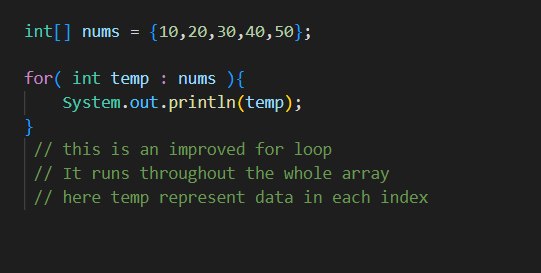 int[] nums = {10,20,30,40,50};
for( int temp : nums ){
System.out.println(temp);
}
// this is an improved for loop
// It runs throughout the whole array
// here temp represent data in each index